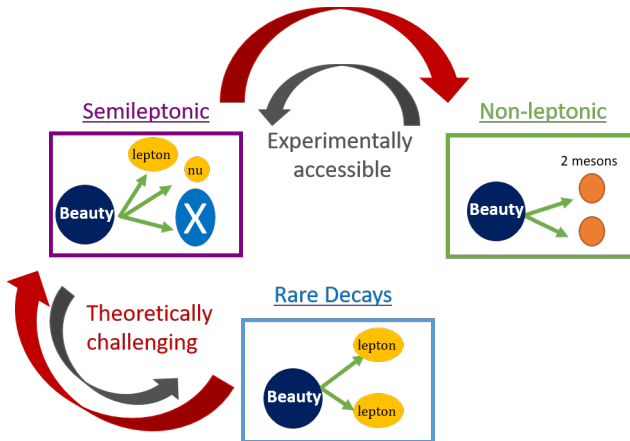 Semileptonic
lepton
nu
Beauty
X
Experimentally
accessible
Non-leptonic
2 mesons
Beauty
Theoretically
challenging
Rare Decays
lepton
Beauty
lepton